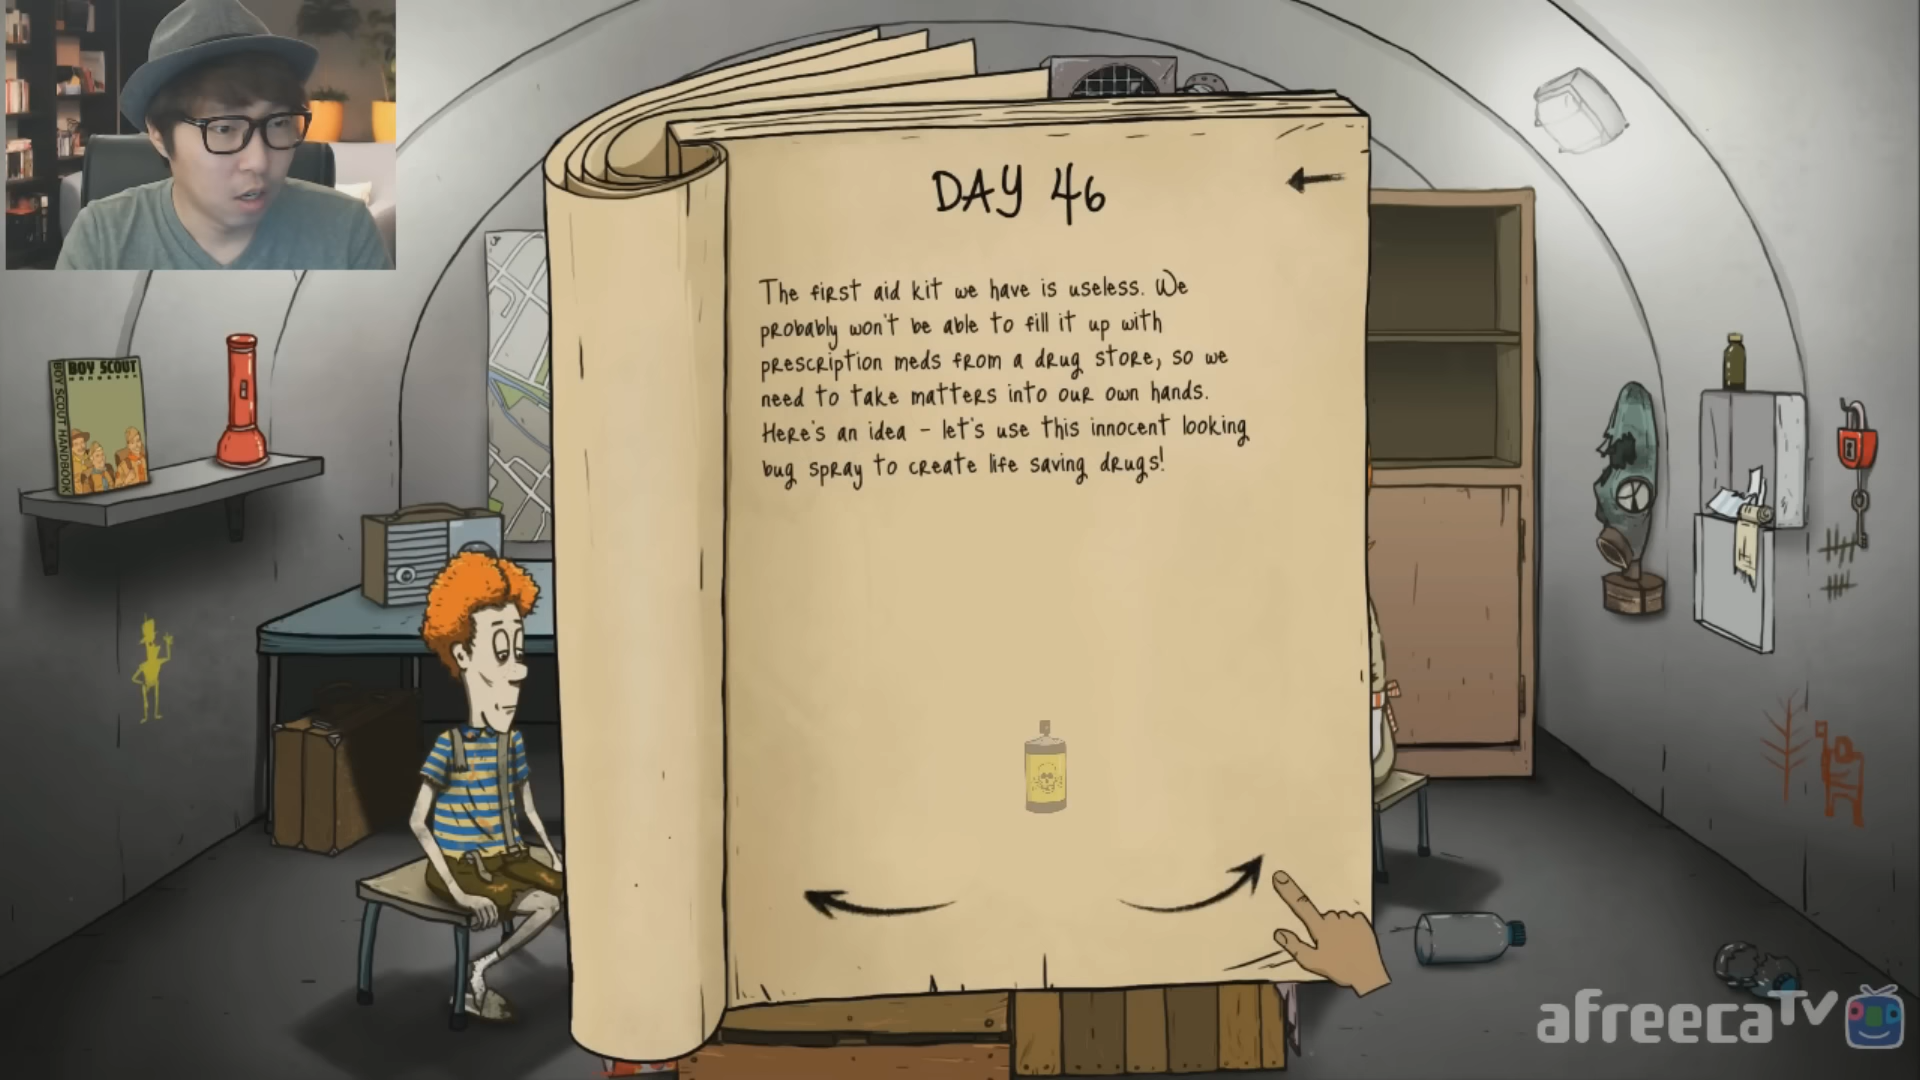 DAY 46
The first aid kit we have is useless. We
probably won't be able to fill it up with
prescription meds from a drug store, so we
need to take matters into our own hands.
Here's an idea - let's use this innocent looking
bug spray to create life saving drugs!
BOY SCOUT
HANDBOOK
BOY SCOUT HANDBOOK
afreecaTV